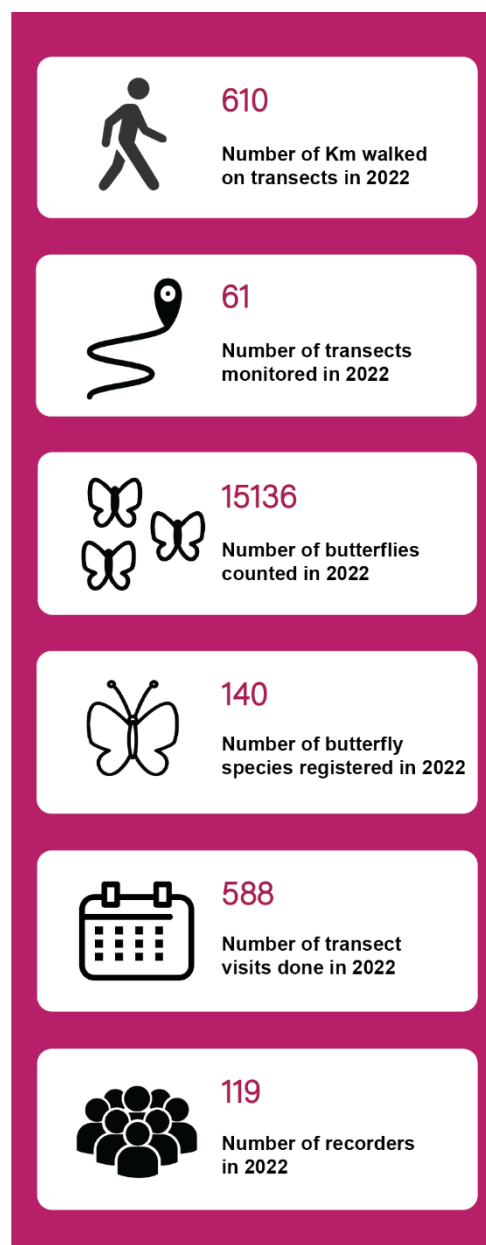 610
Number of Km walked
on transects in 2022
61
Number of transects
monitored in 2022
15136
Number of butterflies
counted in 2022
140
Number of butterfly
species registered in 2022
588
Number of transect
visits done in 2022
119
Number of recorders
in 2022